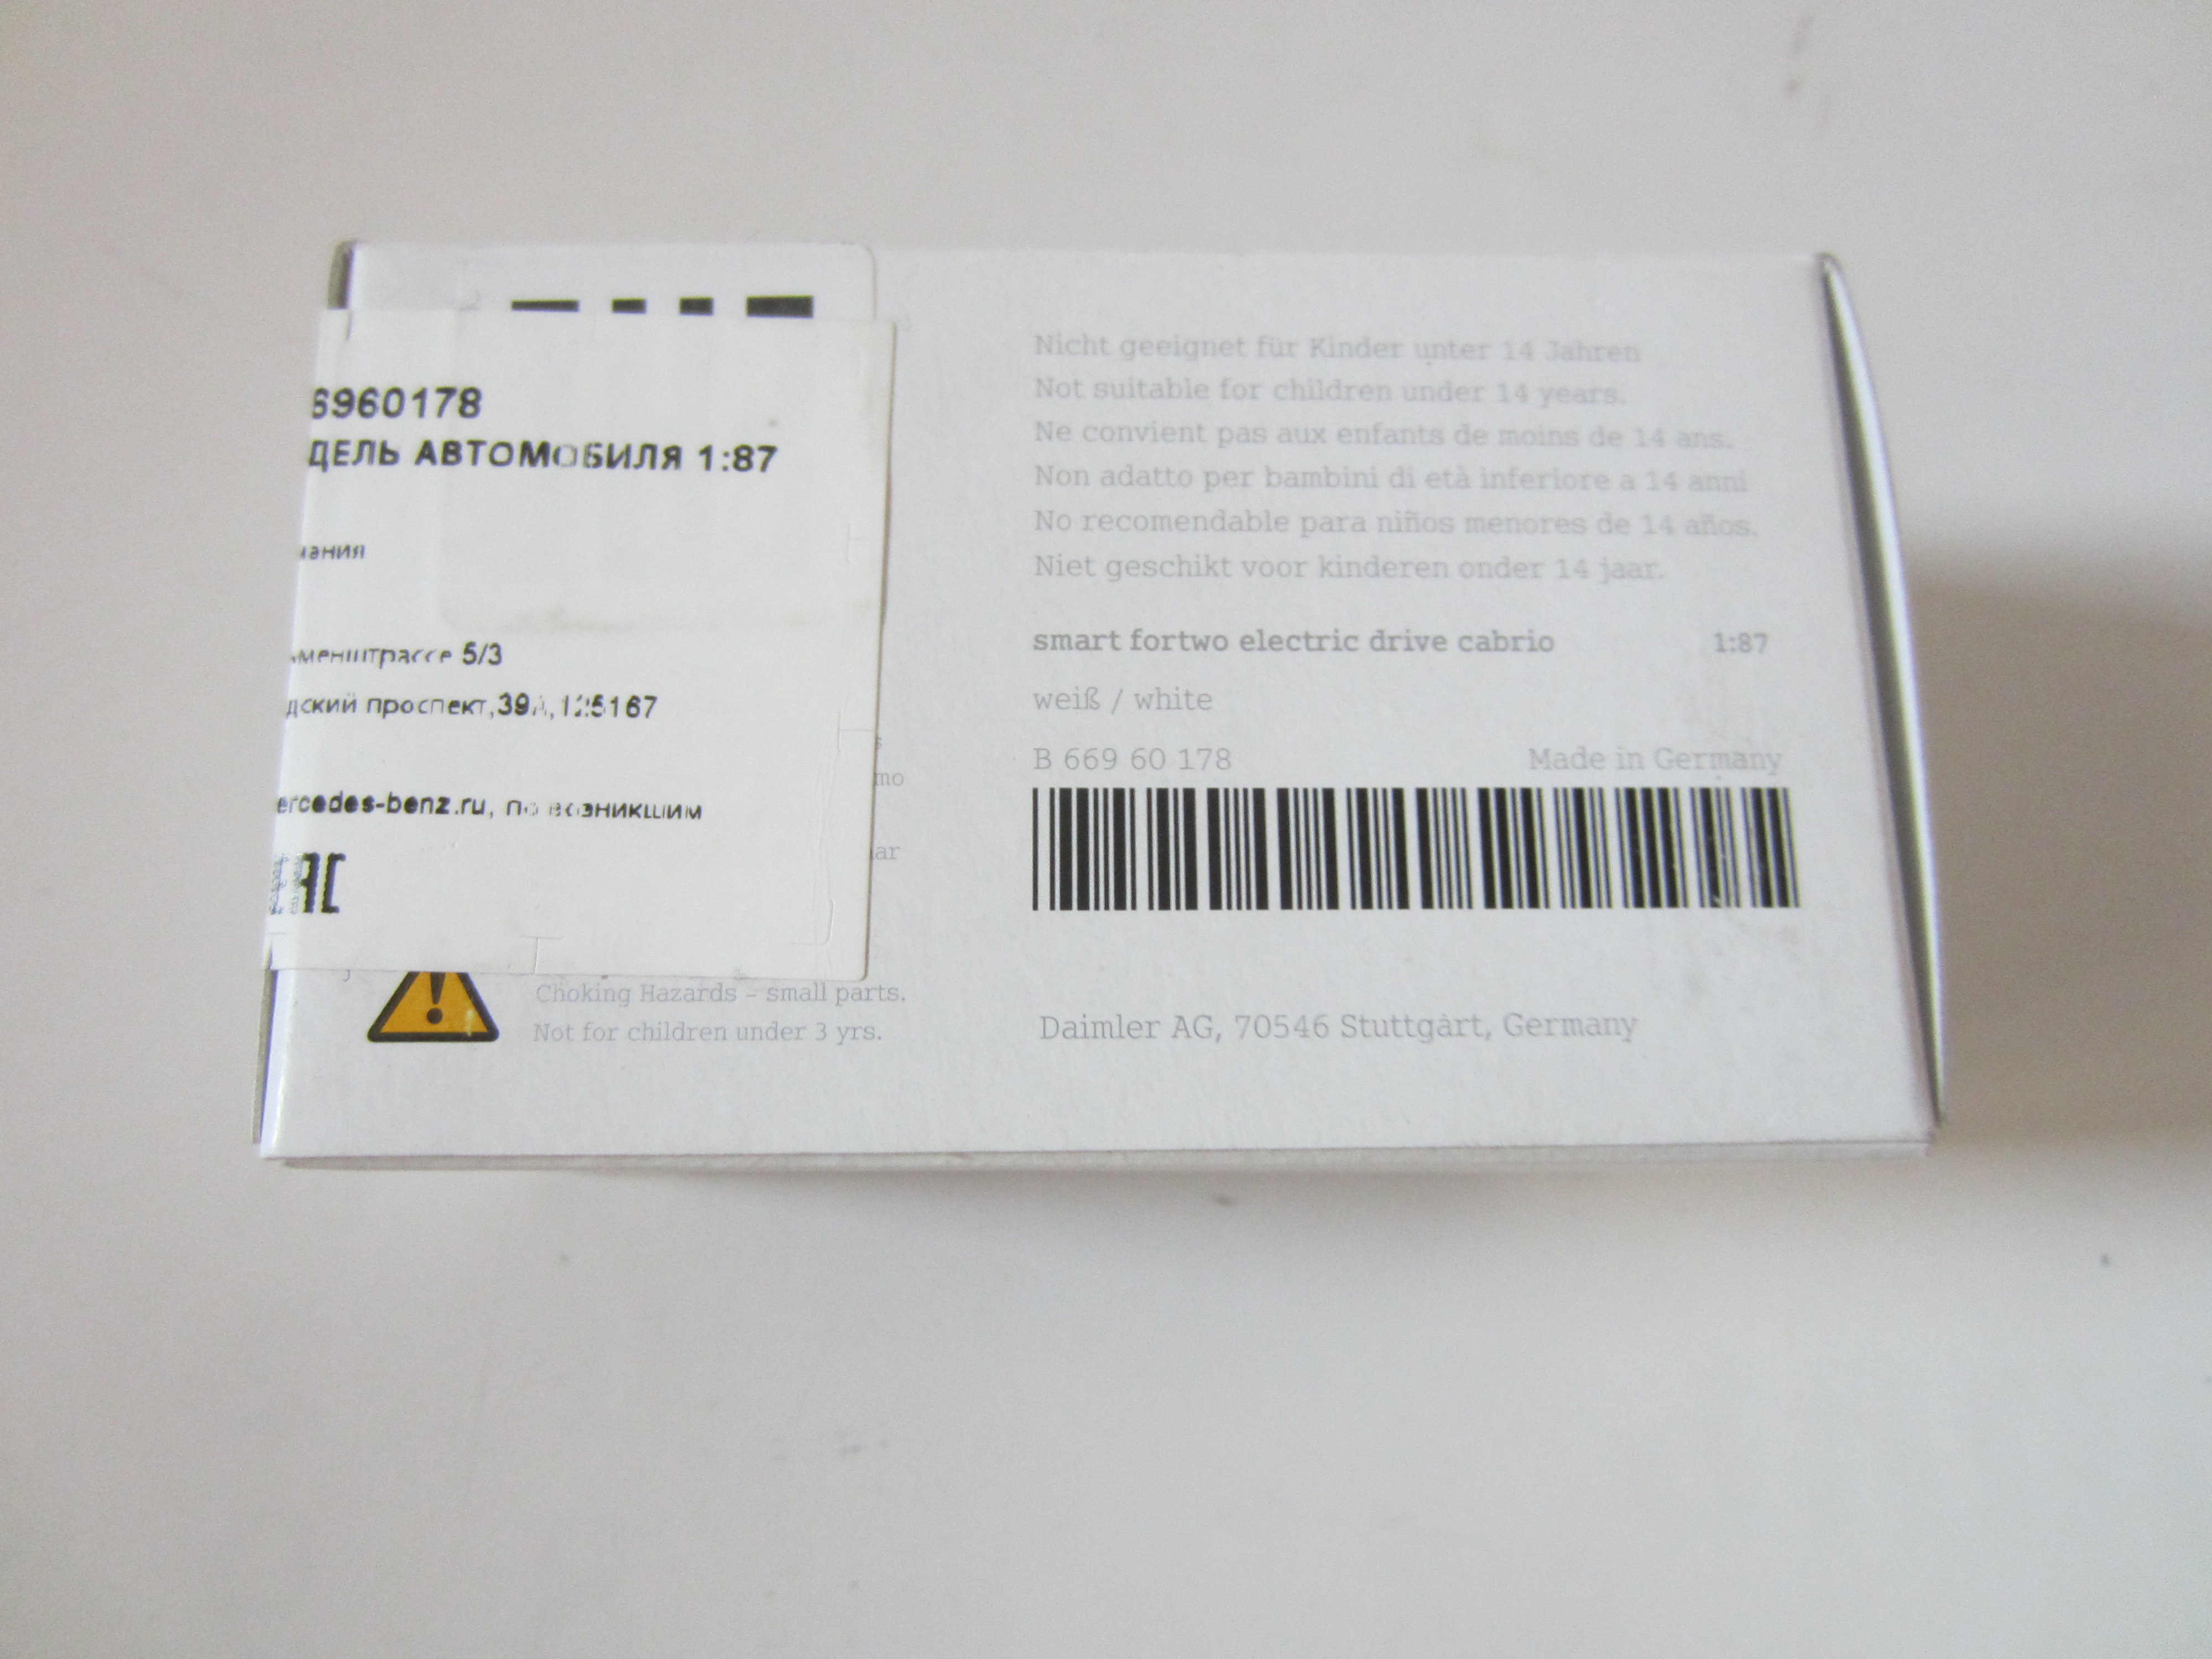 6960178
ДЕЛЬ АВТОМОБИЛЯ 1:87
мания
менштрассе 5/3
дский проспект,39А,125167
ercedes-benz.ru, по возникшим
EAC
mo
ar
Choking Hazards – small parts.
Not for children under 3 yrs.
Nicht geeignet für Kinder unter 14 Jahren
Not suitable for children under 14 years.
Ne convient pas aux enfants de moins de 14 ans.
Non adatto per bambini di età inferiore a 14 anni
No recomendable para niños menores de 14 años.
Niet geschikt voor kinderen onder 14 jaar.
smart fortwo electric drive cabrio 1:87
weiß / white
B 669 60 178 Made in Germany
Daimler AG, 70546 Stuttgart, Germany